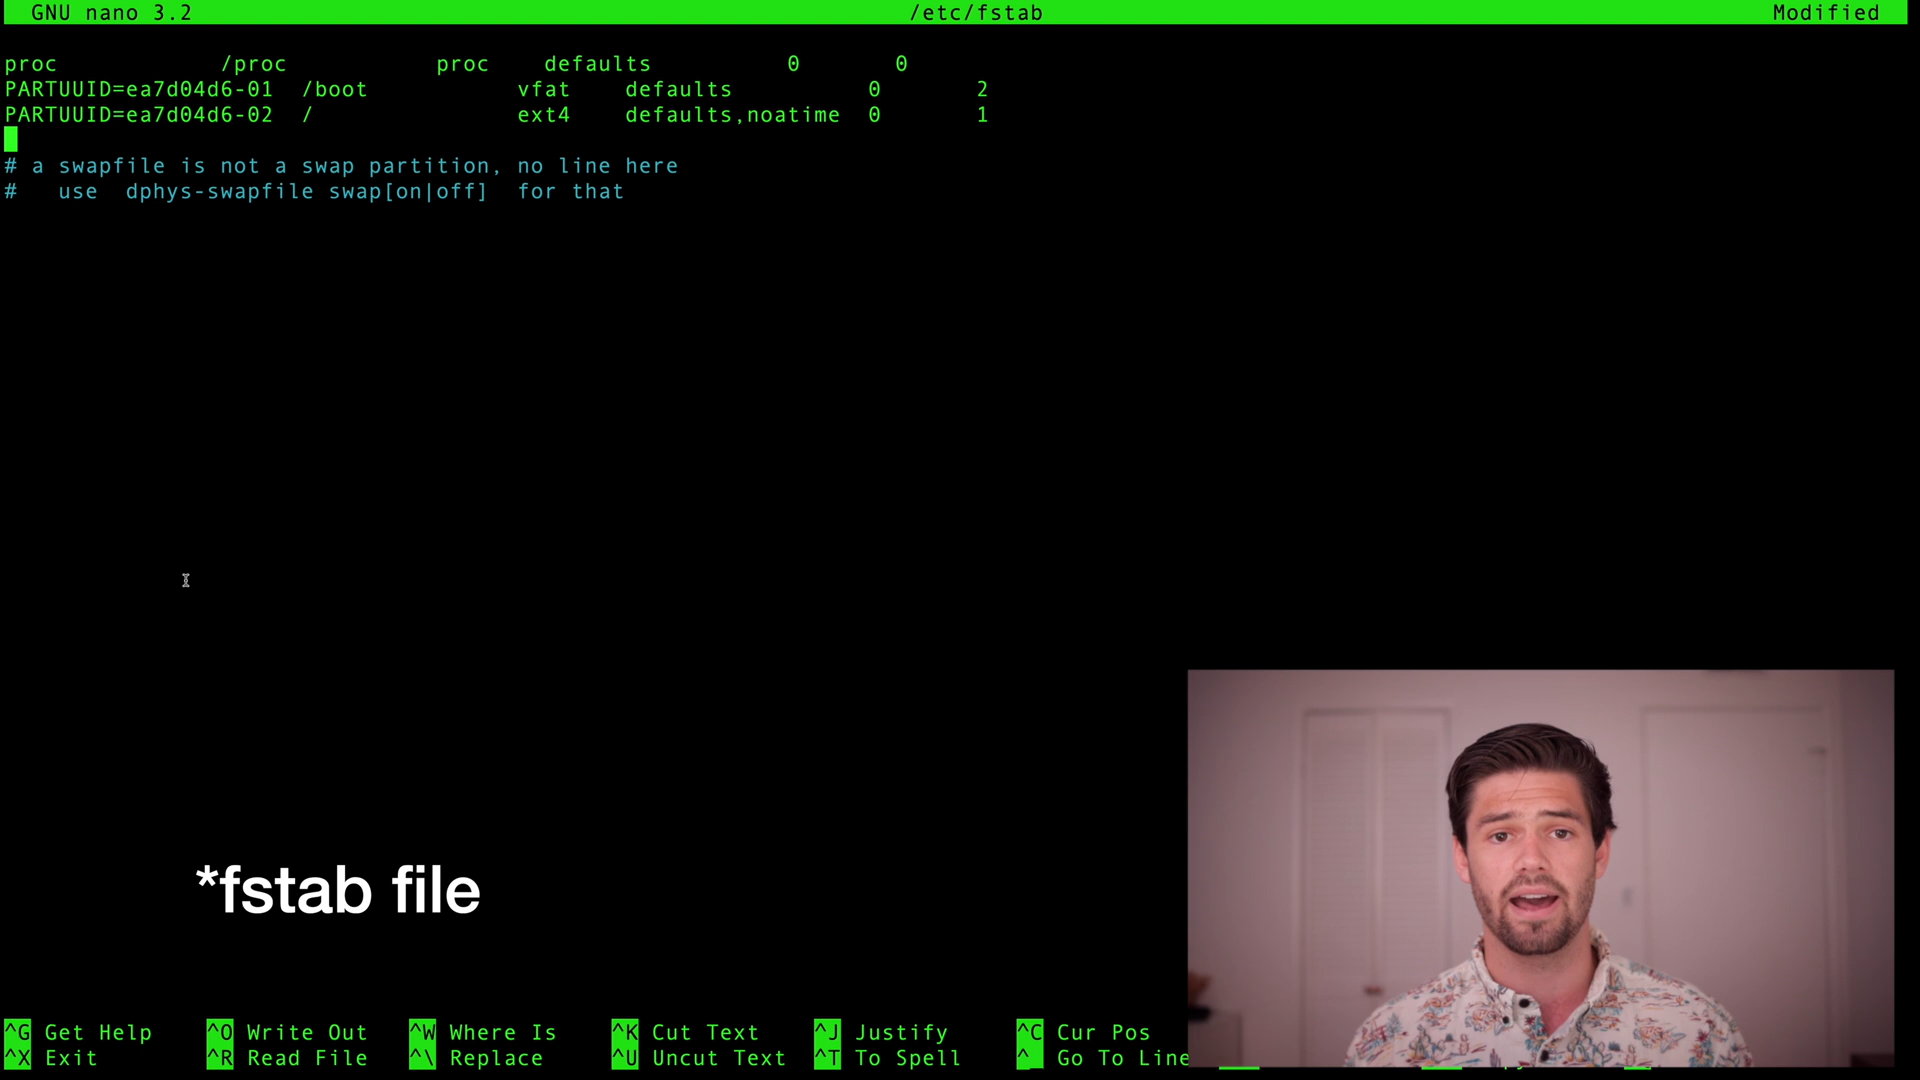 GNU nano 3.2 /etc/fstab Modified
proc /proc proc defaults 0 0
PARTUUID=ea7d04d6-01 /boot vfat defaults 0 2
PARTUUID=ea7d04d6-02 / ext4 defaults,noatime 0 1
# a swapfile is not a swap partition, no line here
# use dphys-swapfile swap[on|off] for that
*fstab file
^G Get Help ^O Write Out ^W Where Is ^K Cut Text ^J Justify ^C Cur Pos
^X Exit ^R Read File ^\ Replace ^U Uncut Text ^T To Spell ^_ Go To Line